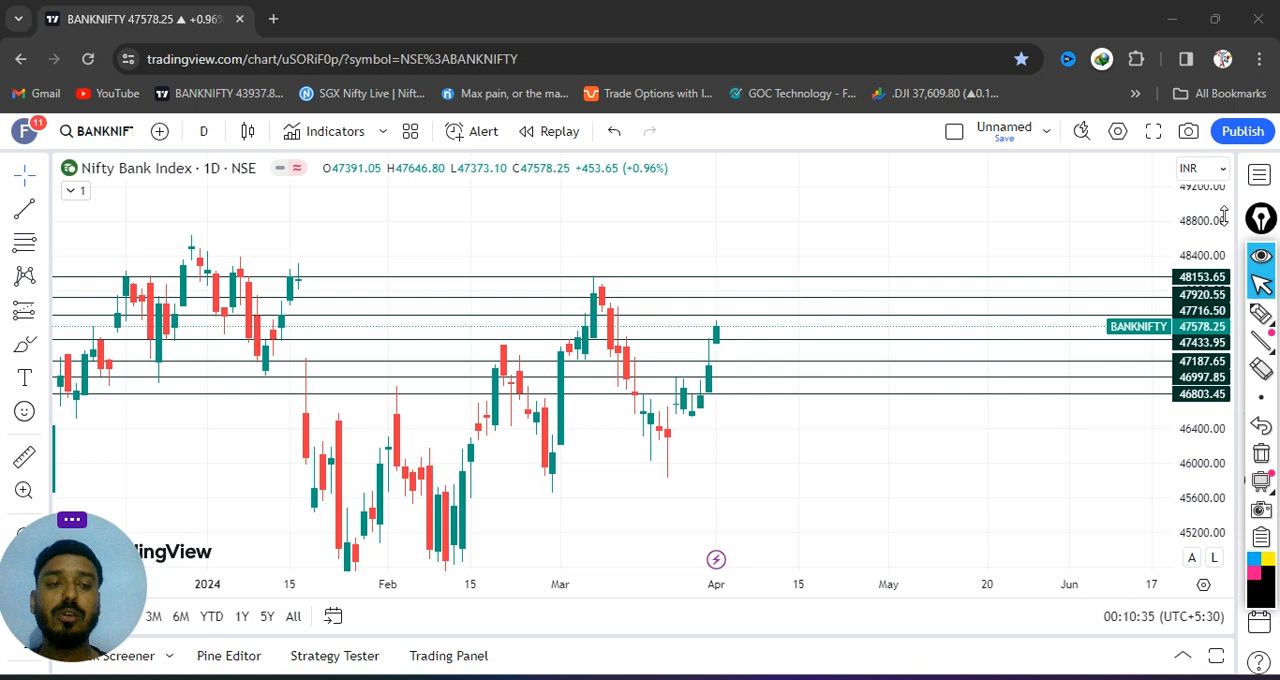 BANKNIFTY 47578.25 ▲ +0.96%
tradingview.com/chart/uSORiF0p/?symbol=NSE%3ABANKNIFTY
Gmail YouTube BANKNIFTY 43937.8... SGX Nifty Live | Nift... Max pain, or the ma... Trade Options with I... GOC Technology - F... .DJI 37,609.80 (▲0.1... » All Bookmarks
F 11 BANKNIFT D Indicators Alert Replay Unnamed Save Publish
Nifty Bank Index · 1D · NSE O47391.05 H47646.80 L47373.10 C47578.25 +453.65 (+0.96%) INR
1
49200.00
48800.00
48400.00
48153.65
47920.55
47716.50
BANKNIFTY 47578.25
47433.95
47187.65
46997.85
46803.45
46400.00
46000.00
45600.00
45200.00
ingView A L
2024 15 Feb 15 Mar Apr 15 May 20 Jun 17
3M 6M YTD 1Y 5Y All 00:10:35 (UTC+5:30)
Screener Pine Editor Strategy Tester Trading Panel